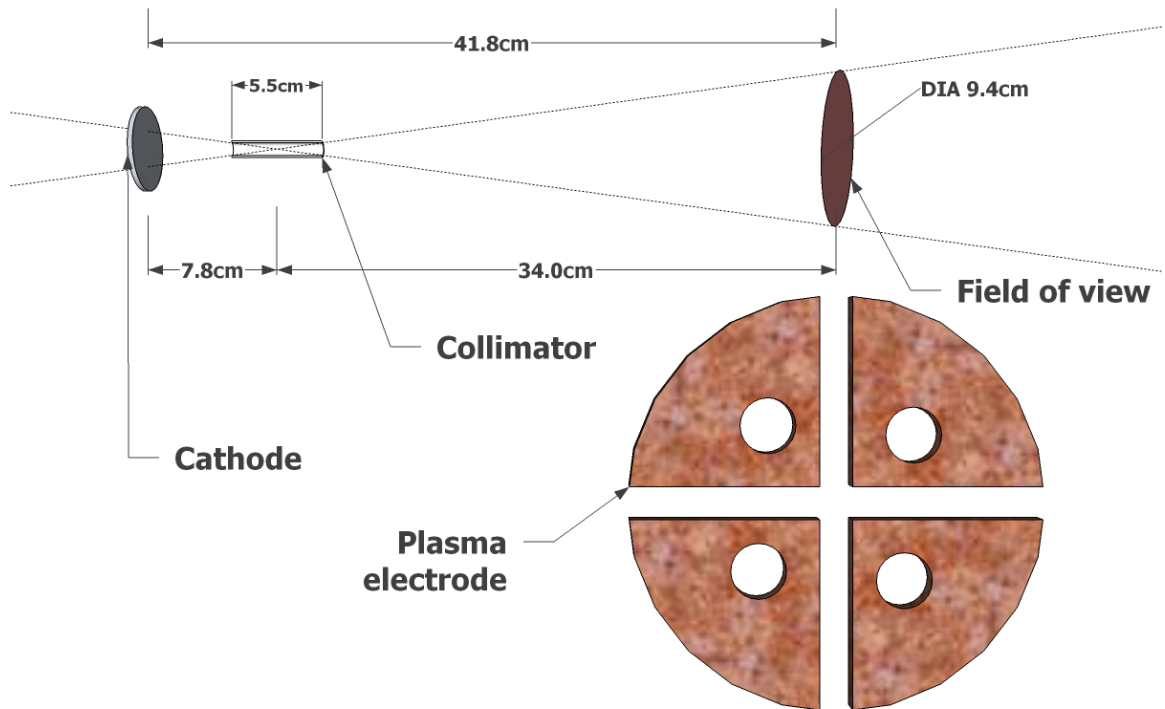 41.8cm
5.5cm
DIA 9.4cm
7.8cm
34.0cm
Field of view
Collimator
Cathode
Plasma
electrode